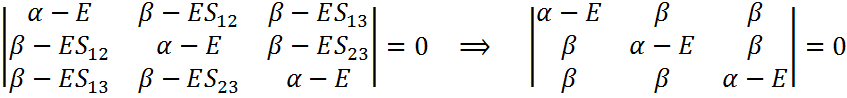 |α − E  β − ES₁₂  β − ES₁₃|  |α − E  β  β|
|β − ES₁₂  α − E  β − ES₂₃| = 0 ⇒ |β  α − E  β| = 0
|β − ES₁₃  β − ES₂₃  α − E|  |β  β  α − E|